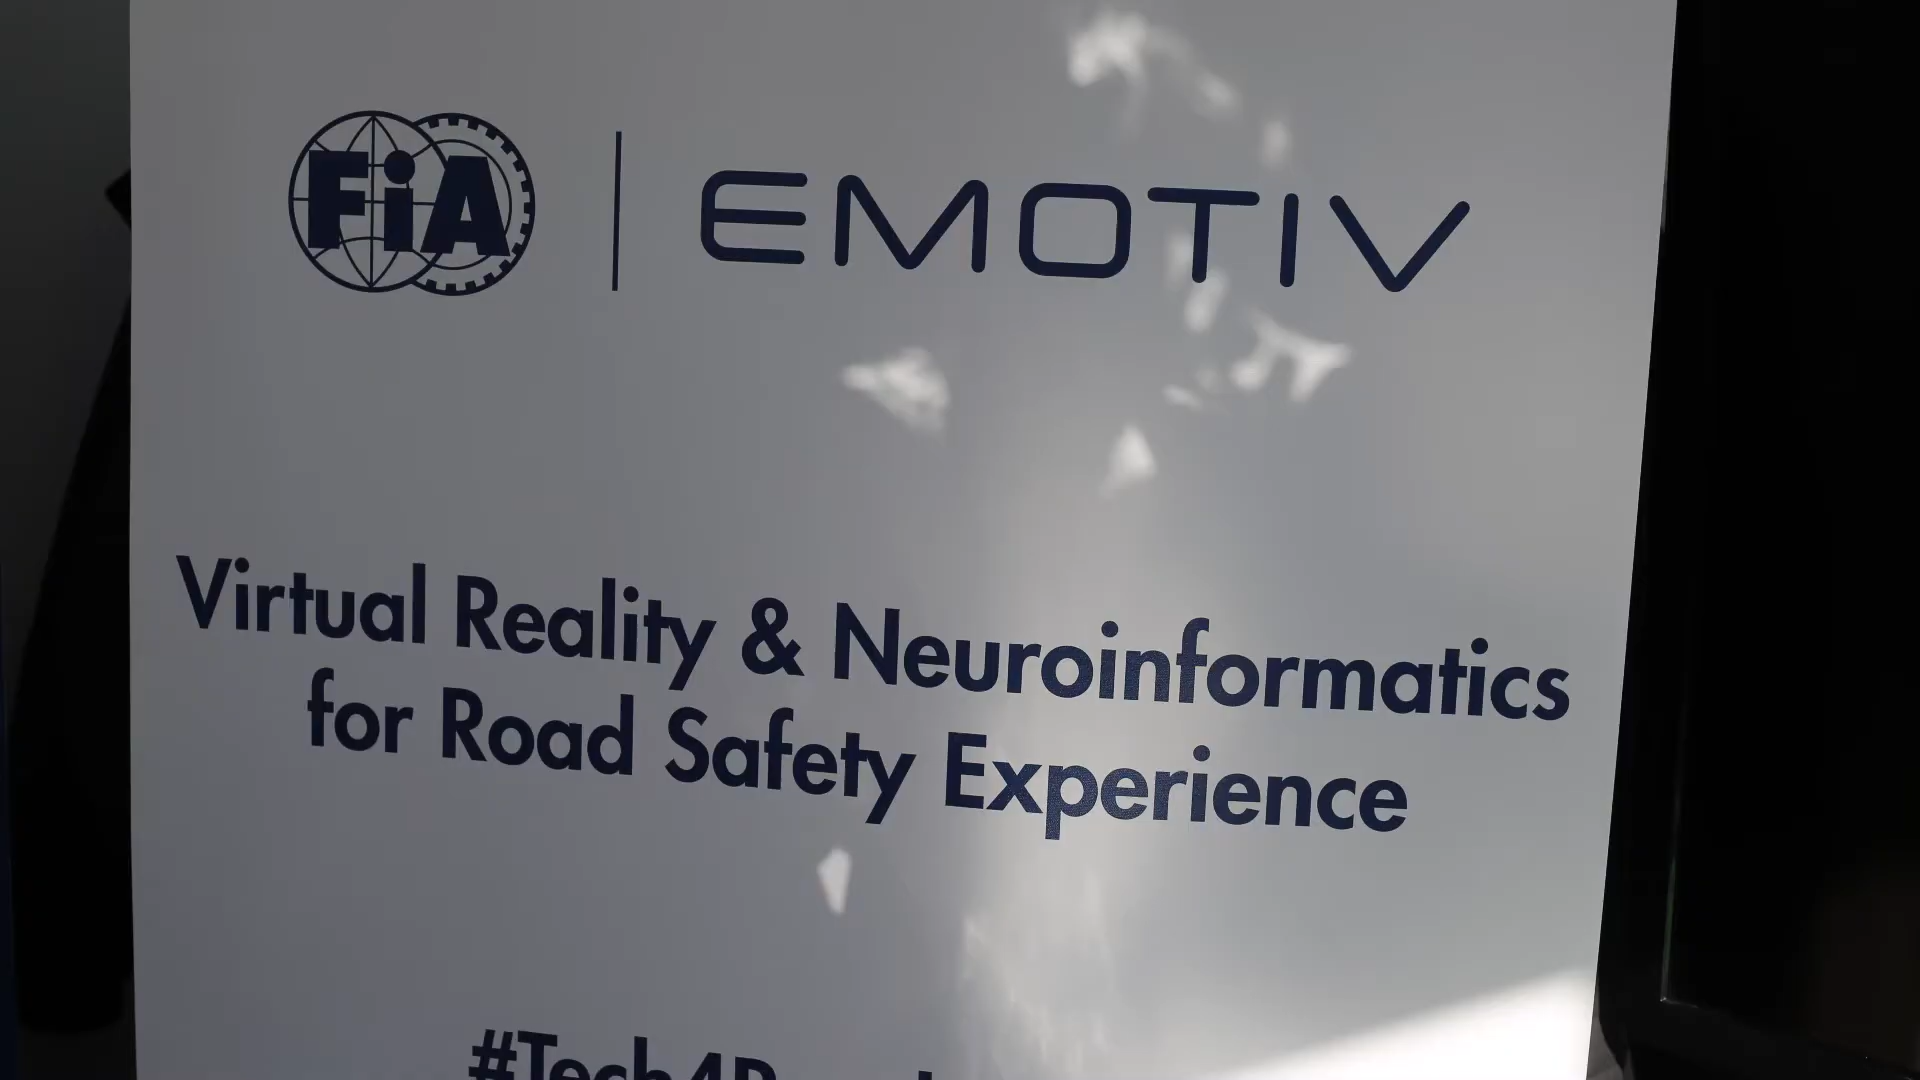 FiA | EMOTIV
Virtual Reality & Neuroinformatics
for Road Safety Experience